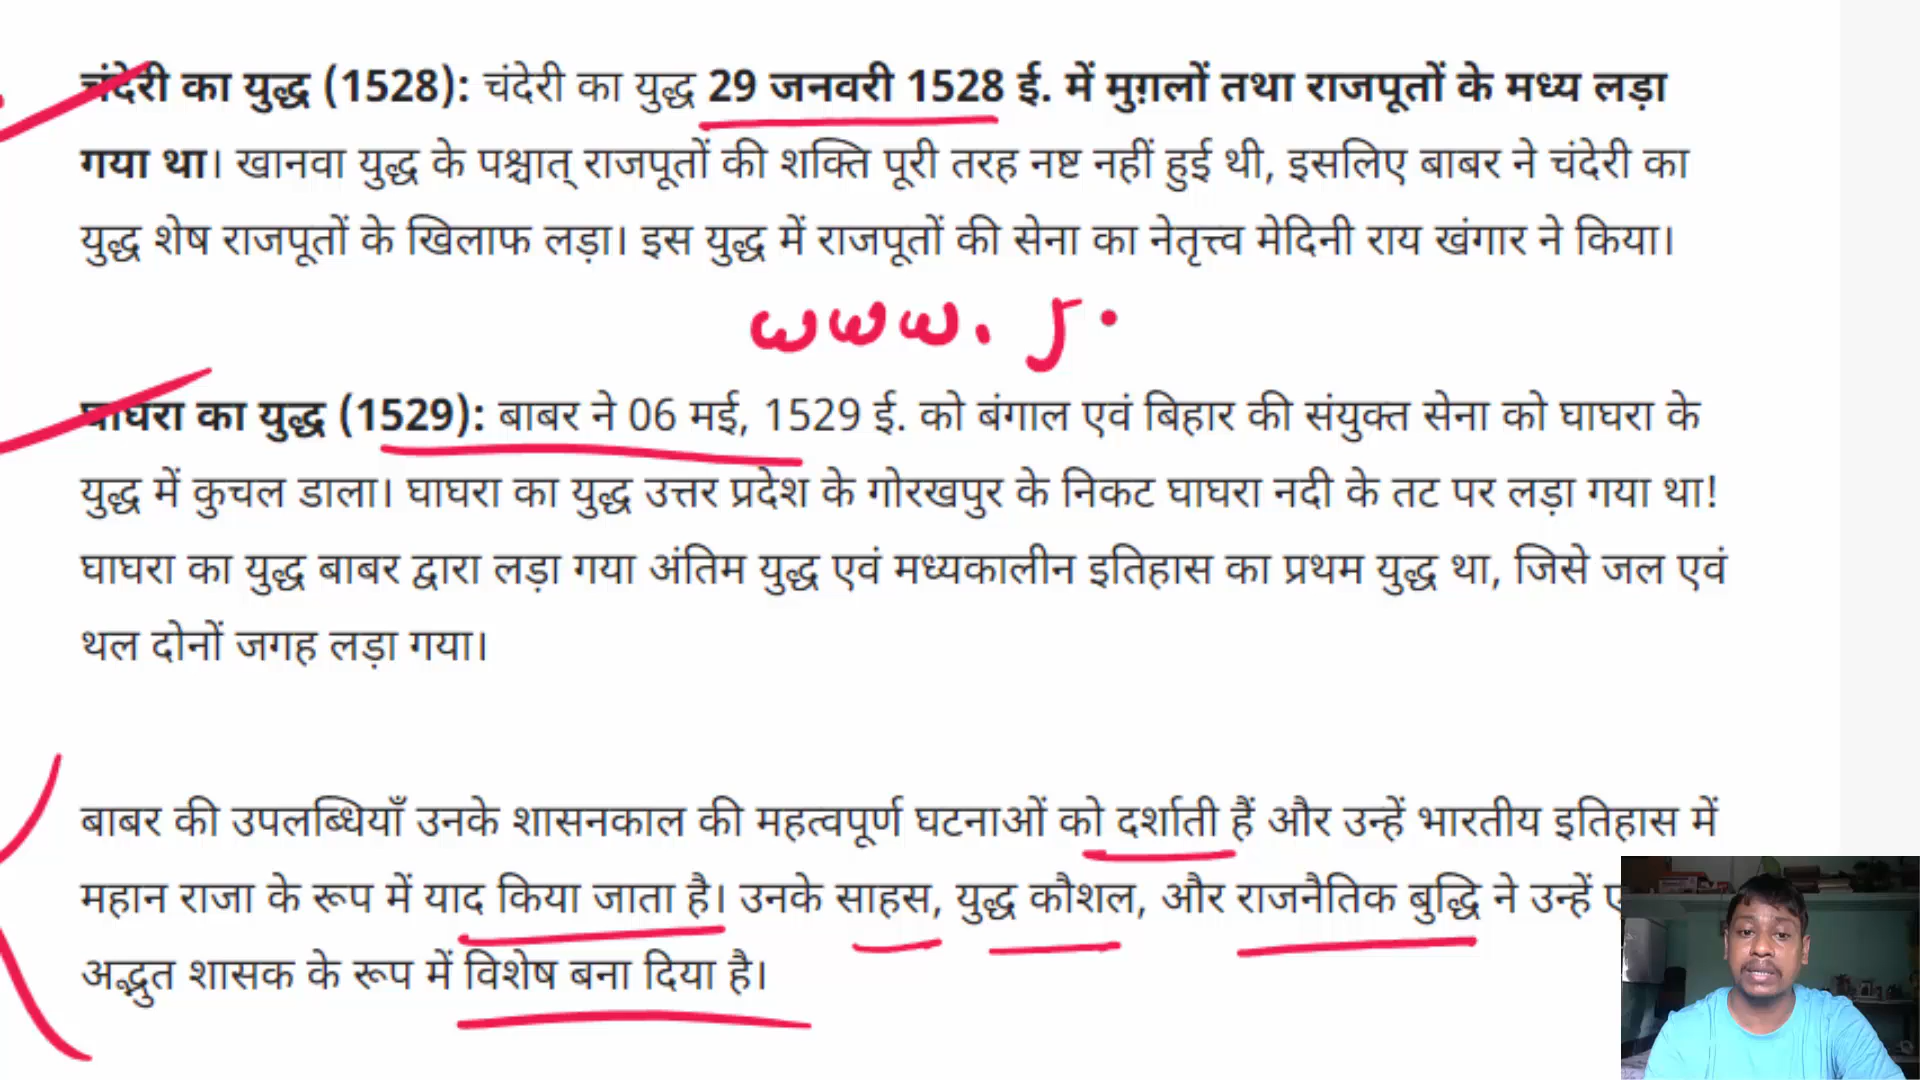 चंदेरी का युद्ध (1528): चंदेरी का युद्ध 29 जनवरी 1528 ई. में मुग़लों तथा राजपूतों के मध्य लड़ा
गया था। खानवा युद्ध के पश्चात् राजपूतों की शक्ति पूरी तरह नष्ट नहीं हुई थी, इसलिए बाबर ने चंदेरी का
युद्ध शेष राजपूतों के खिलाफ लड़ा। इस युद्ध में राजपूतों की सेना का नेतृत्त्व मेदिनी राय खंगार ने किया।
www. j.
घाघरा का युद्ध (1529): बाबर ने 06 मई, 1529 ई. को बंगाल एवं बिहार की संयुक्त सेना को घाघरा के
युद्ध में कुचल डाला। घाघरा का युद्ध उत्तर प्रदेश के गोरखपुर के निकट घाघरा नदी के तट पर लड़ा गया था!
घाघरा का युद्ध बाबर द्वारा लड़ा गया अंतिम युद्ध एवं मध्यकालीन इतिहास का प्रथम युद्ध था, जिसे जल एवं
थल दोनों जगह लड़ा गया।
बाबर की उपलब्धियाँ उनके शासनकाल की महत्वपूर्ण घटनाओं को दर्शाती हैं और उन्हें भारतीय इतिहास में
महान राजा के रूप में याद किया जाता है। उनके साहस, युद्ध कौशल, और राजनैतिक बुद्धि ने उन्हें
अद्भुत शासक के रूप में विशेष बना दिया है।